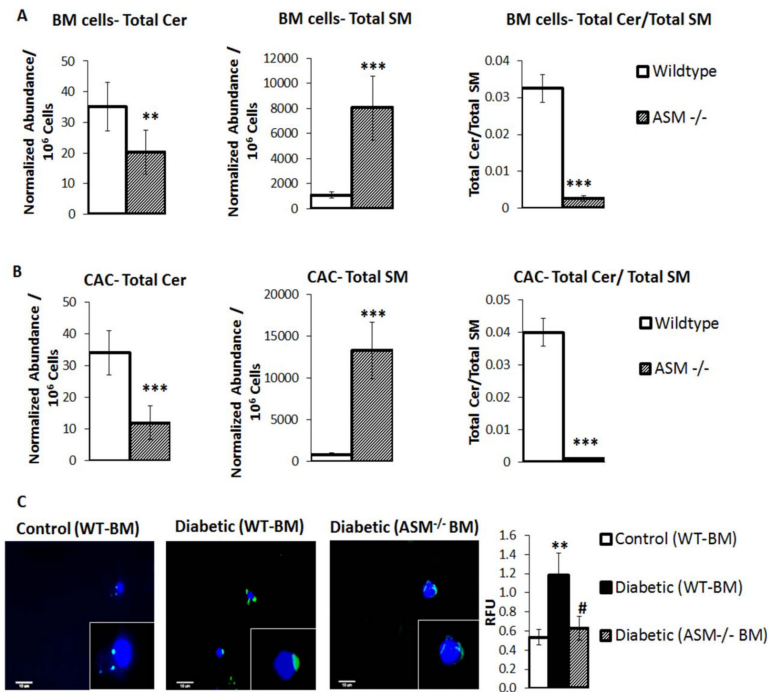 A
BM cells- Total Cer
BM cells- Total SM
BM cells- Total Cer/Total SM
Normalized Abundance/
10⁶ Cells
50
40
30
20
10
0
**
Normalized Abundance /
10⁶ Cells
12000
10000
8000
6000
4000
2000
0
***
Total Cer/Total SM
0.04
0.03
0.02
0.01
0
***
Wildtype
ASM -/-
B
CAC- Total Cer
CAC- Total SM
CAC- Total Cer/ Total SM
Normalized Abundance /
10⁶ Cells
50
40
30
20
10
0
***
Normalized Abundance /
10⁶ Cells
20000
15000
10000
5000
0
***
Total Cer/Total SM
0.05
0.04
0.03
0.02
0.01
0
***
Wildtype
ASM -/-
C
Control (WT-BM)
Diabetic (WT-BM)
Diabetic (ASM⁻/⁻ BM)
RFU
1.6
1.4
1.2
1.0
0.8
0.6
0.4
0.2
0.0
**
#
Control (WT-BM)
Diabetic (WT-BM)
Diabetic (ASM-/- BM)